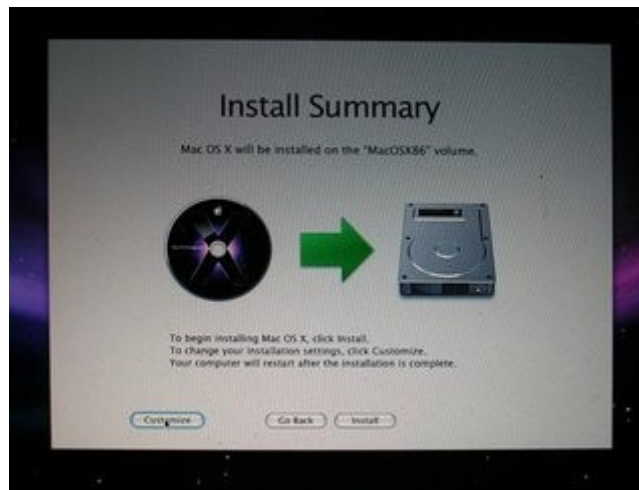 Install Summary
Mac OS X will be installed on the "MacOSX86" volume.
To begin installing Mac OS X, click Install.
To change your installation settings, click Customize.
Your computer will restart after the installation is complete.
Customize
Go Back
Install